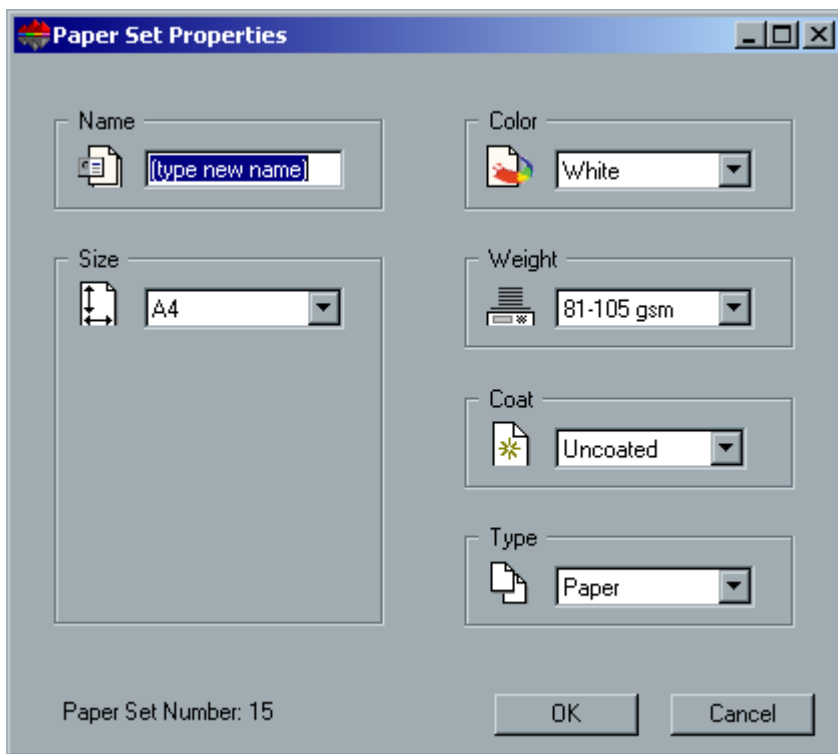 Paper Set Properties
Name
(type new name)
Size
A4
Color
White
Weight
81-105 gsm
Coat
Uncoated
Type
Paper
Paper Set Number: 15
OK
Cancel